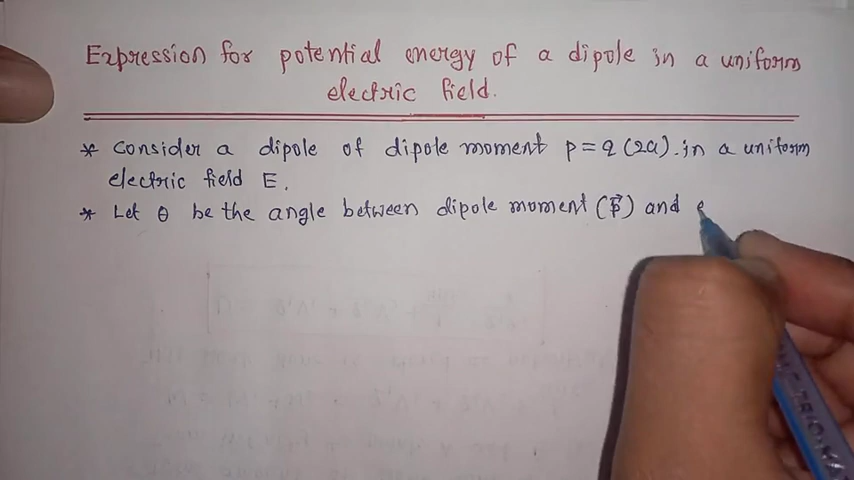 Expression for potential energy of a dipole in a uniform
electric field.
* Consider a dipole of dipole moment p = q (2a). in a uniform
electric field E.
* Let θ be the angle between dipole moment (p⃗) and e